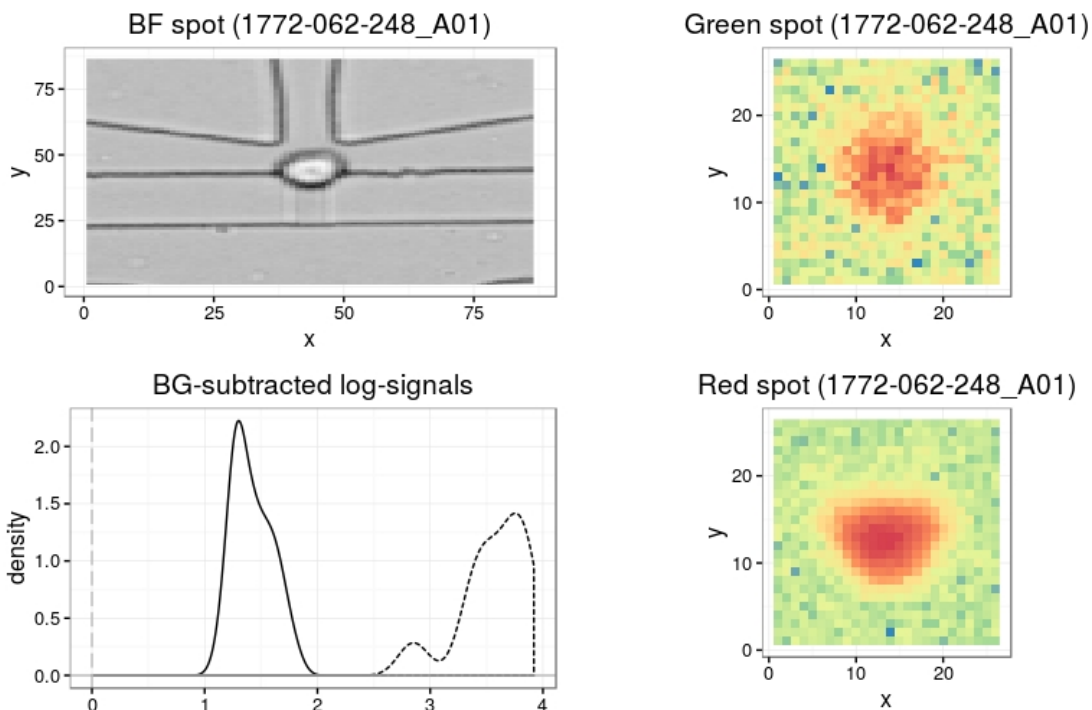 BF spot (1772-062-248_A01)
y
75
50
25
0
0 25 50 75
x
Green spot (1772-062-248_A01)
y
20
10
0
0 10 20
x
BG-subtracted log-signals
density
2.0
1.5
1.0
0.5
0.0
0 1 2 3 4
Red spot (1772-062-248_A01)
y
20
10
0
0 10 20
x